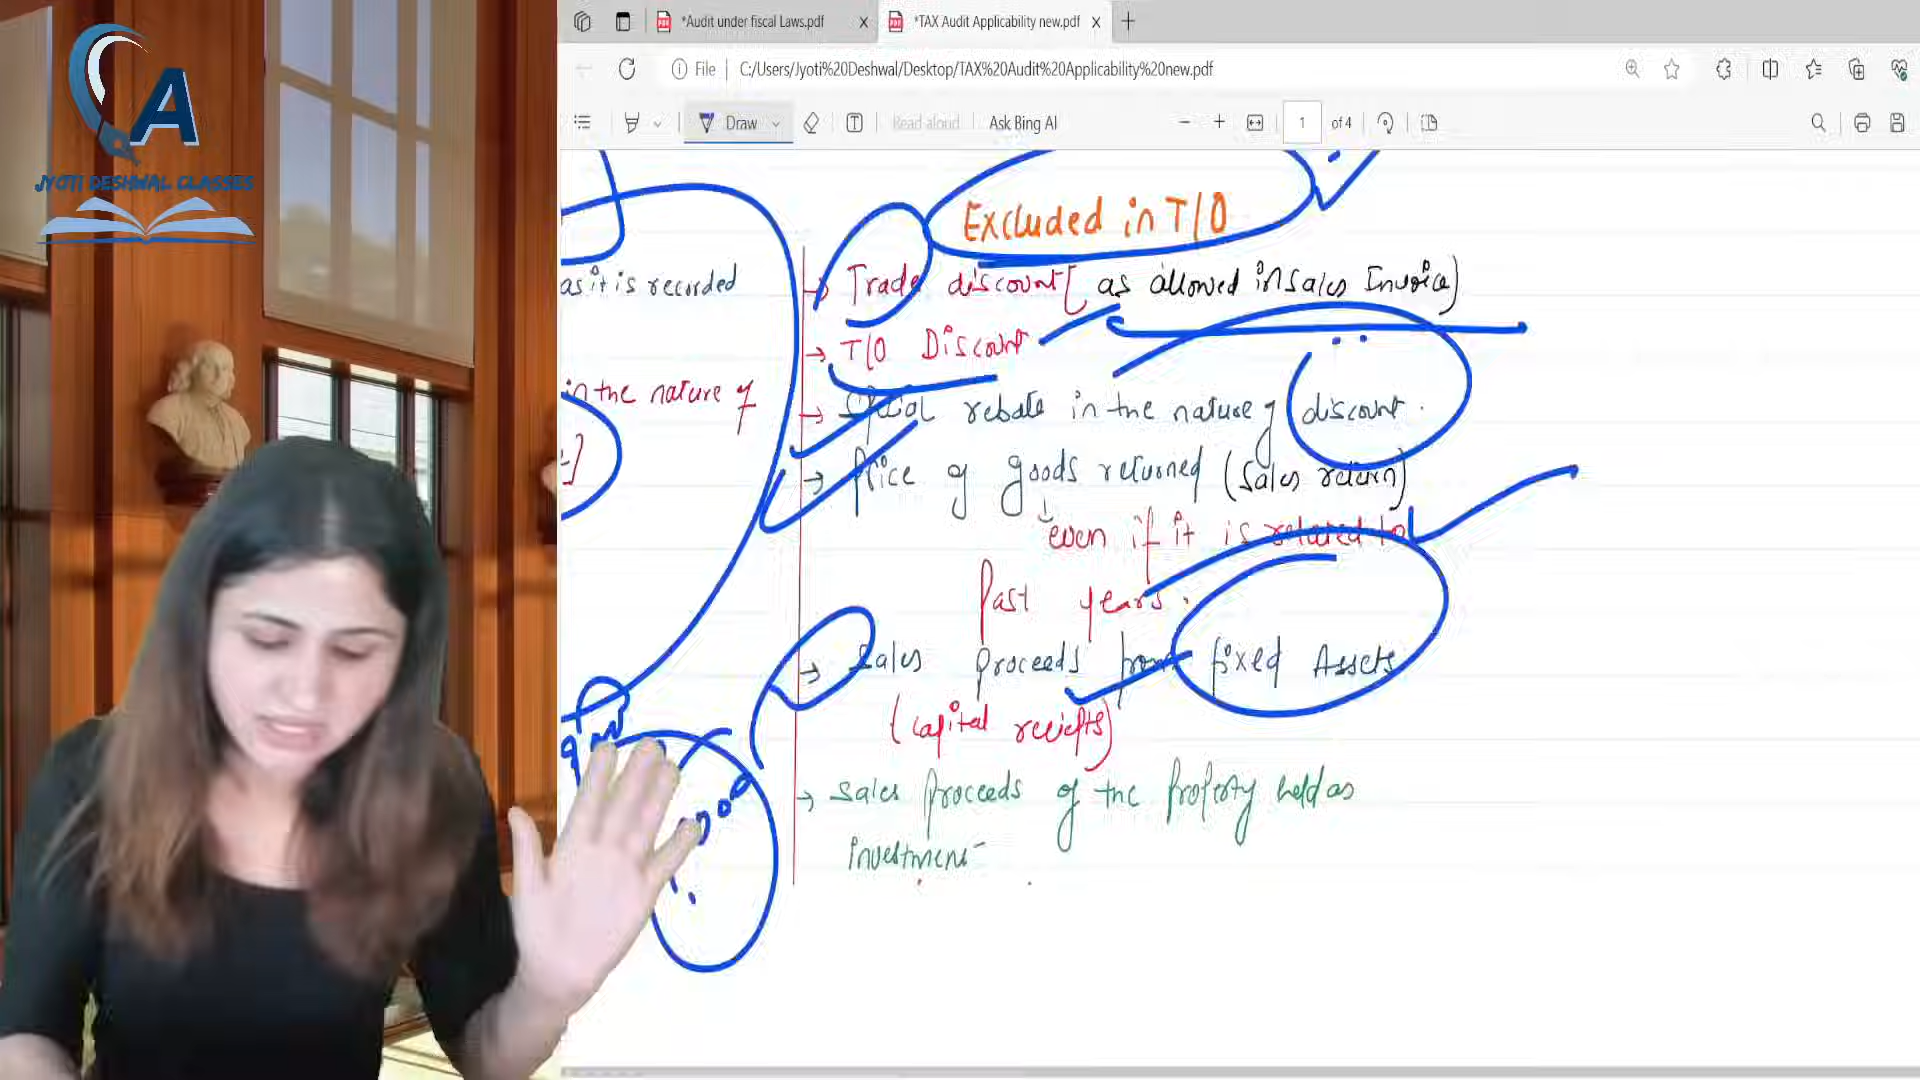 *Audit under fiscal Laws.pdf
*TAX Audit Applicability new.pdf
File C:/Users/Jyoti%20Deshwal/Desktop/TAX%20Audit%20Applicability%20new.pdf
Draw Read aloud Ask Bing AI 1 of 4
A
JYOTI DESHWAL CLASSES
Excluded in T/O
as it is recorded
→ Trade discount (as allowed in sales Invoice)
→ T/O Discount
in the nature of
→ rebate in the nature of discount.
→ Price of goods returned (sales return)
↓
even if it is related to
Past years.
→ Sales proceeds from fixed Assets
(capital reciepts)
→ Sales proceeds of the Property held as
investment